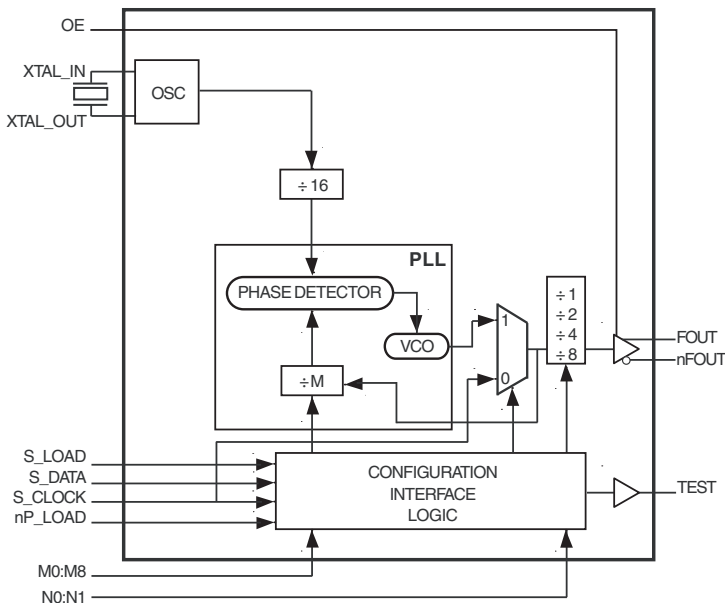 OE
XTAL_IN
OSC
XTAL_OUT
÷ 16
PLL
PHASE DETECTOR
÷ 1
÷ 2
÷ 4
÷ 8
1
VCO
FOUT
nFOUT
÷ M
0
S_LOAD
S_DATA
S_CLOCK
nP_LOAD
CONFIGURATION
INTERFACE
LOGIC
TEST
M0:M8
N0:N1